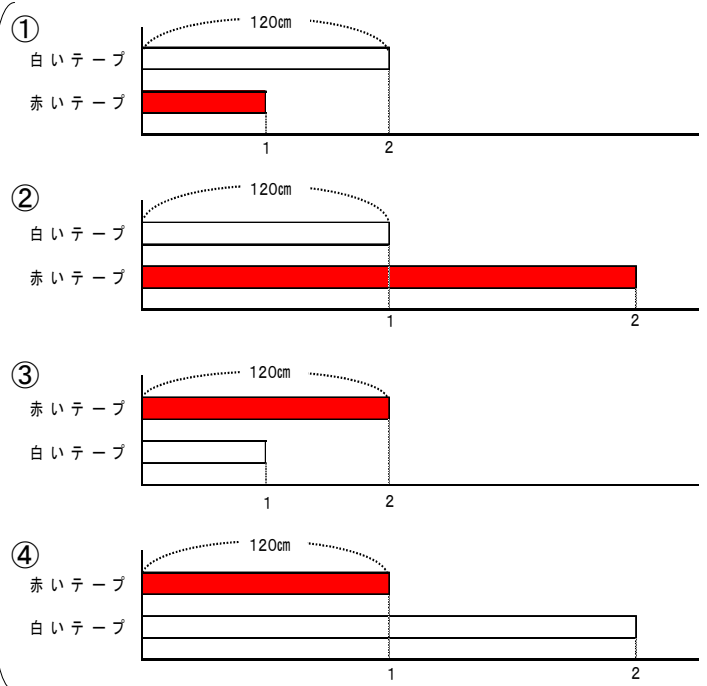 ① 120㎝
白いテープ
赤いテープ
1 2
② 120㎝
白いテープ
赤いテープ
1 2
③ 120㎝
赤いテープ
白いテープ
1 2
④ 120㎝
赤いテープ
白いテープ
1 2